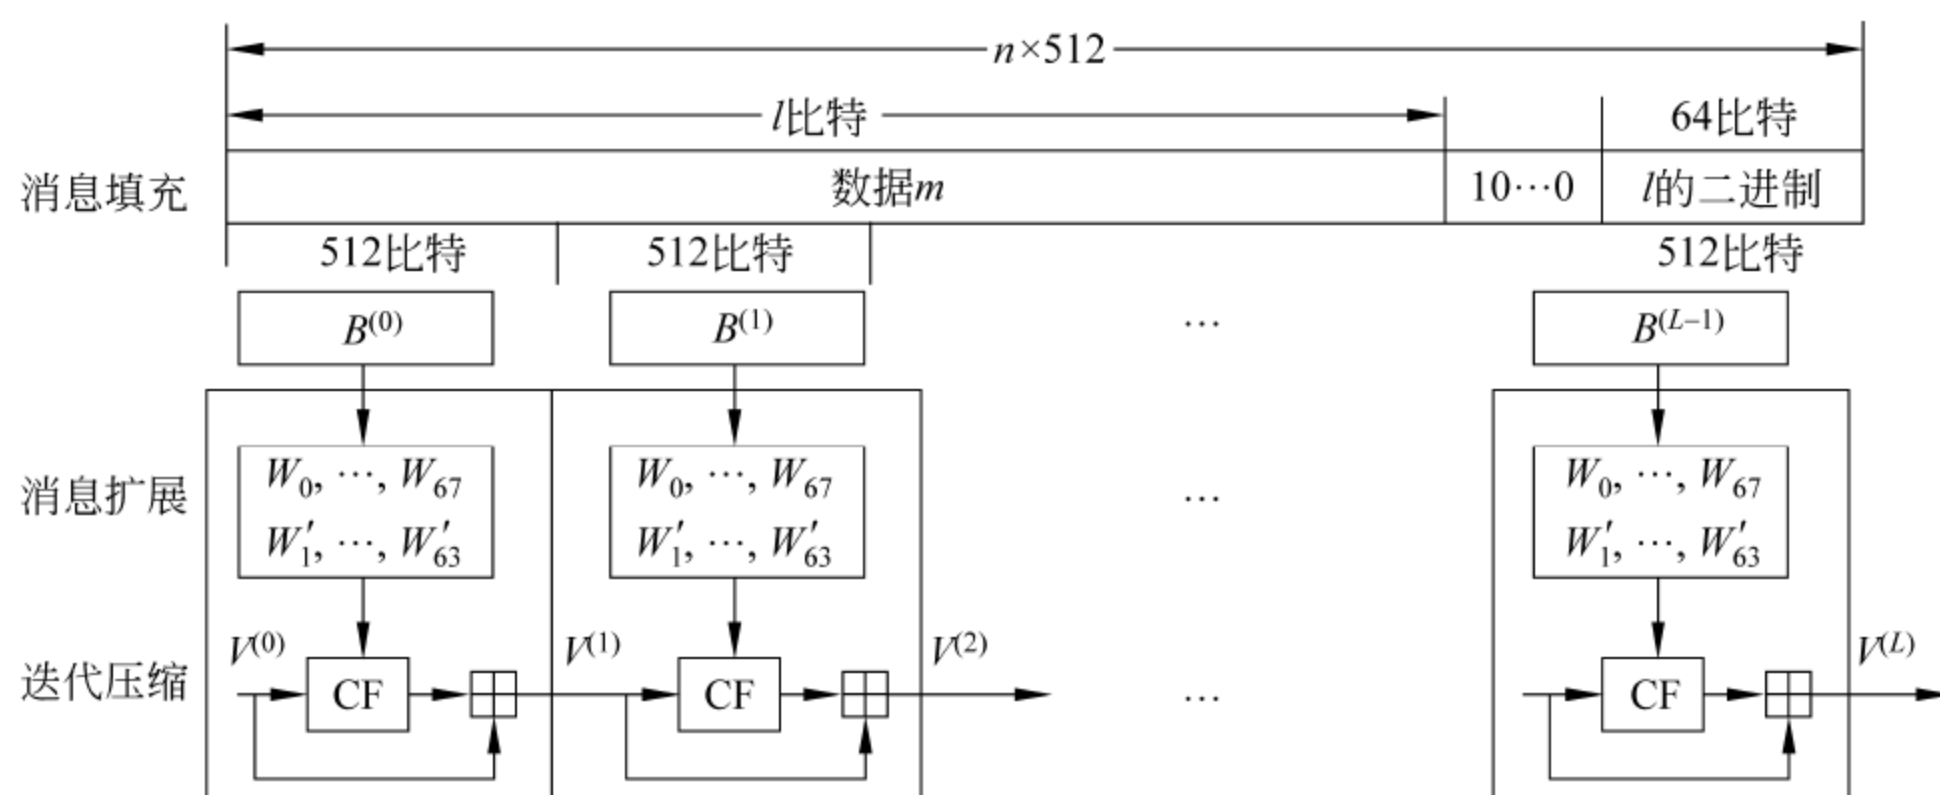 n×512
l比特 64比特
消息填充 数据m 10…0 l的二进制
512比特 512比特 512比特
B(0) B(1) … B(L–1)
W0, …, W67 W0, …, W67 W0, …, W67
消息扩展 …
W′1, …, W′63 W′1, …, W′63 W′1, …, W′63
V(0) V(1) V(2) V(L)
迭代压缩 CF CF … CF